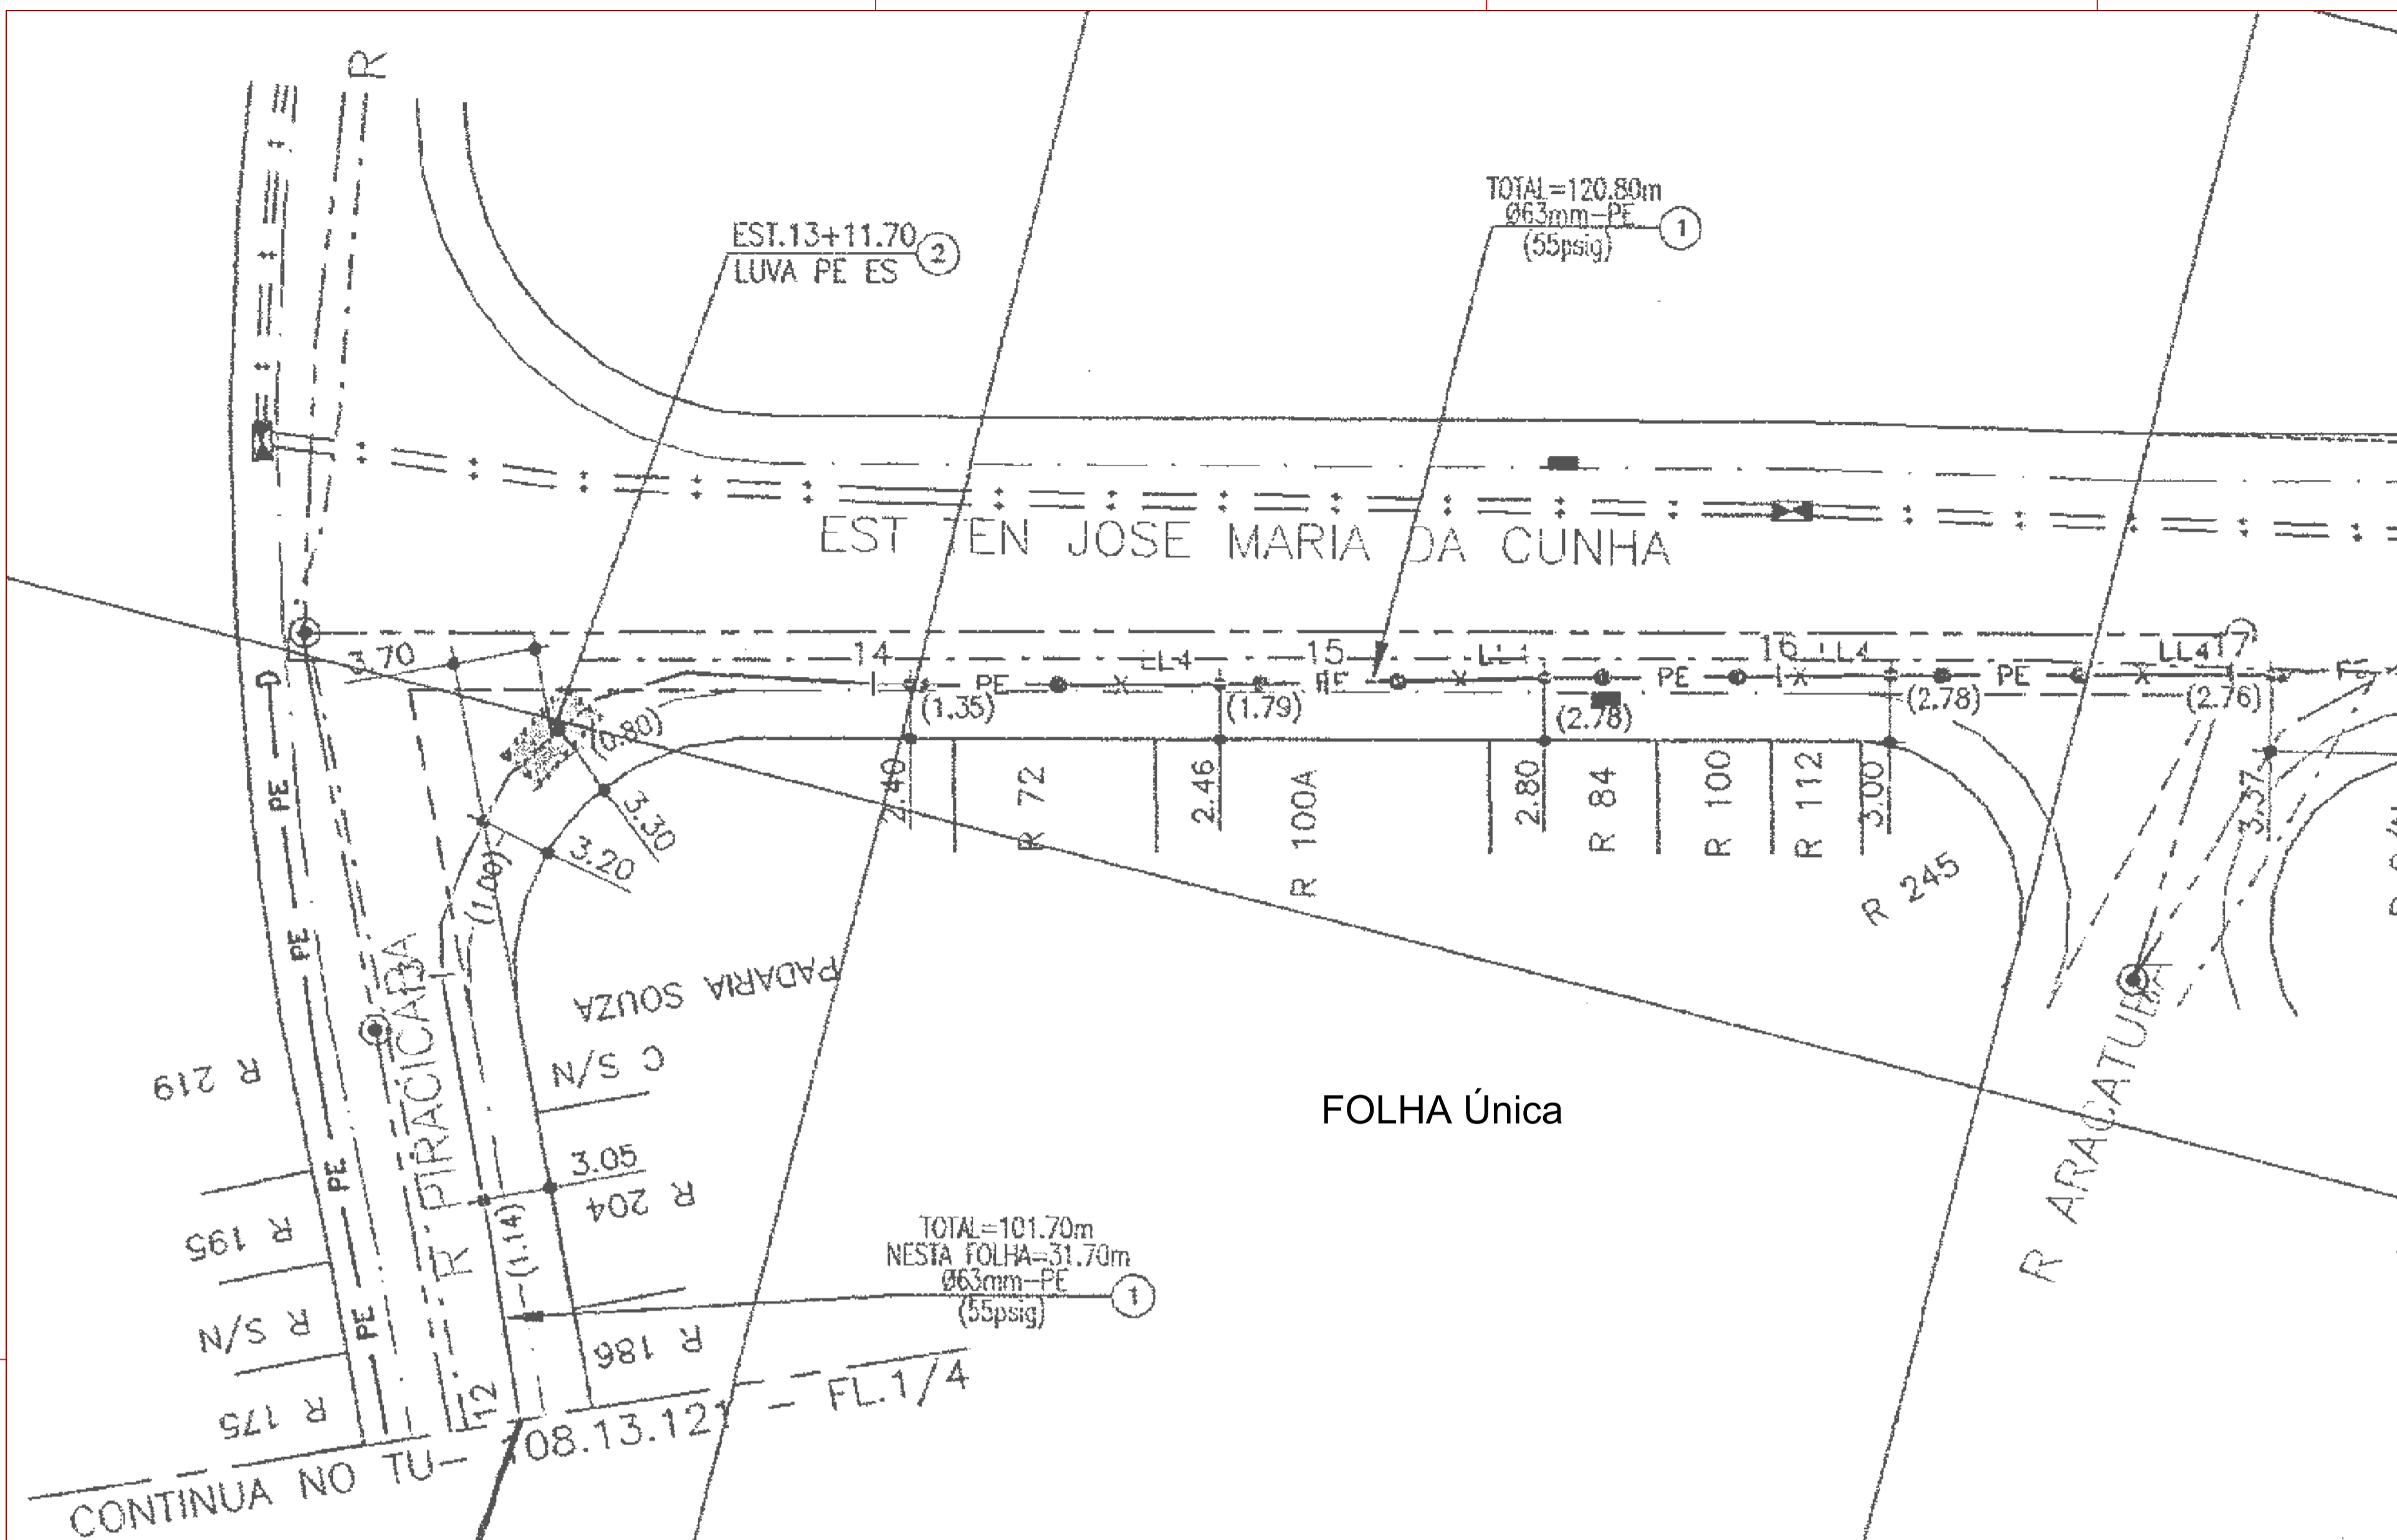 R
TOTAL=120.80m
Ø63mm-PE
(55psig)
1
EST.13+11.70
LUVA PE ES
2
EST TEN JOSE MARIA DA CUNHA
3.70
14
LL4
15
16
LL4
LL4
17
PE
PE
PE
(1.35)
(1.79)
(2.78)
(2.78)
(2.76)
(0.80)
D
PE
2.40
R 72
2.46
R 100A
2.80
R 84
R 100
R 112
3.00
3.37
3.30
3.20
(1.00)
R 245
PE
PADARIA SOUZA
C S/N
13
R PIRACICABA
R 219
FOLHA Única
R ARAÇATUBA
PE
3.05
R 204
R 195
(1.14)
TOTAL=101.70m
NESTA FOLHA=31.70m
Ø63mm-PE
(55psig)
1
PE
R S/N
R 186
R 175
12
CONTINUA NO TU- 108.13.121 - FL.1/4